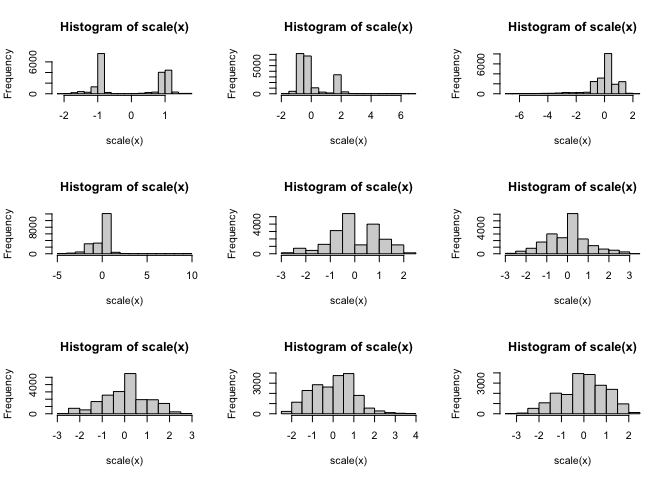 Histogram of scale(x)
Frequency
0 6000
-2 -1 0 1
scale(x)
Histogram of scale(x)
Frequency
0 5000
-2 0 2 4 6
scale(x)
Histogram of scale(x)
Frequency
0 6000
-6 -4 -2 0 2
scale(x)
Histogram of scale(x)
Frequency
0 8000
-5 0 5 10
scale(x)
Histogram of scale(x)
Frequency
0 4000
-3 -2 -1 0 1 2
scale(x)
Histogram of scale(x)
Frequency
0 4000
-3 -2 -1 0 1 2 3
scale(x)
Histogram of scale(x)
Frequency
0 4000
-3 -2 -1 0 1 2 3
scale(x)
Histogram of scale(x)
Frequency
0 3000
-2 -1 0 1 2 3 4
scale(x)
Histogram of scale(x)
Frequency
0 3000
-3 -2 -1 0 1 2
scale(x)